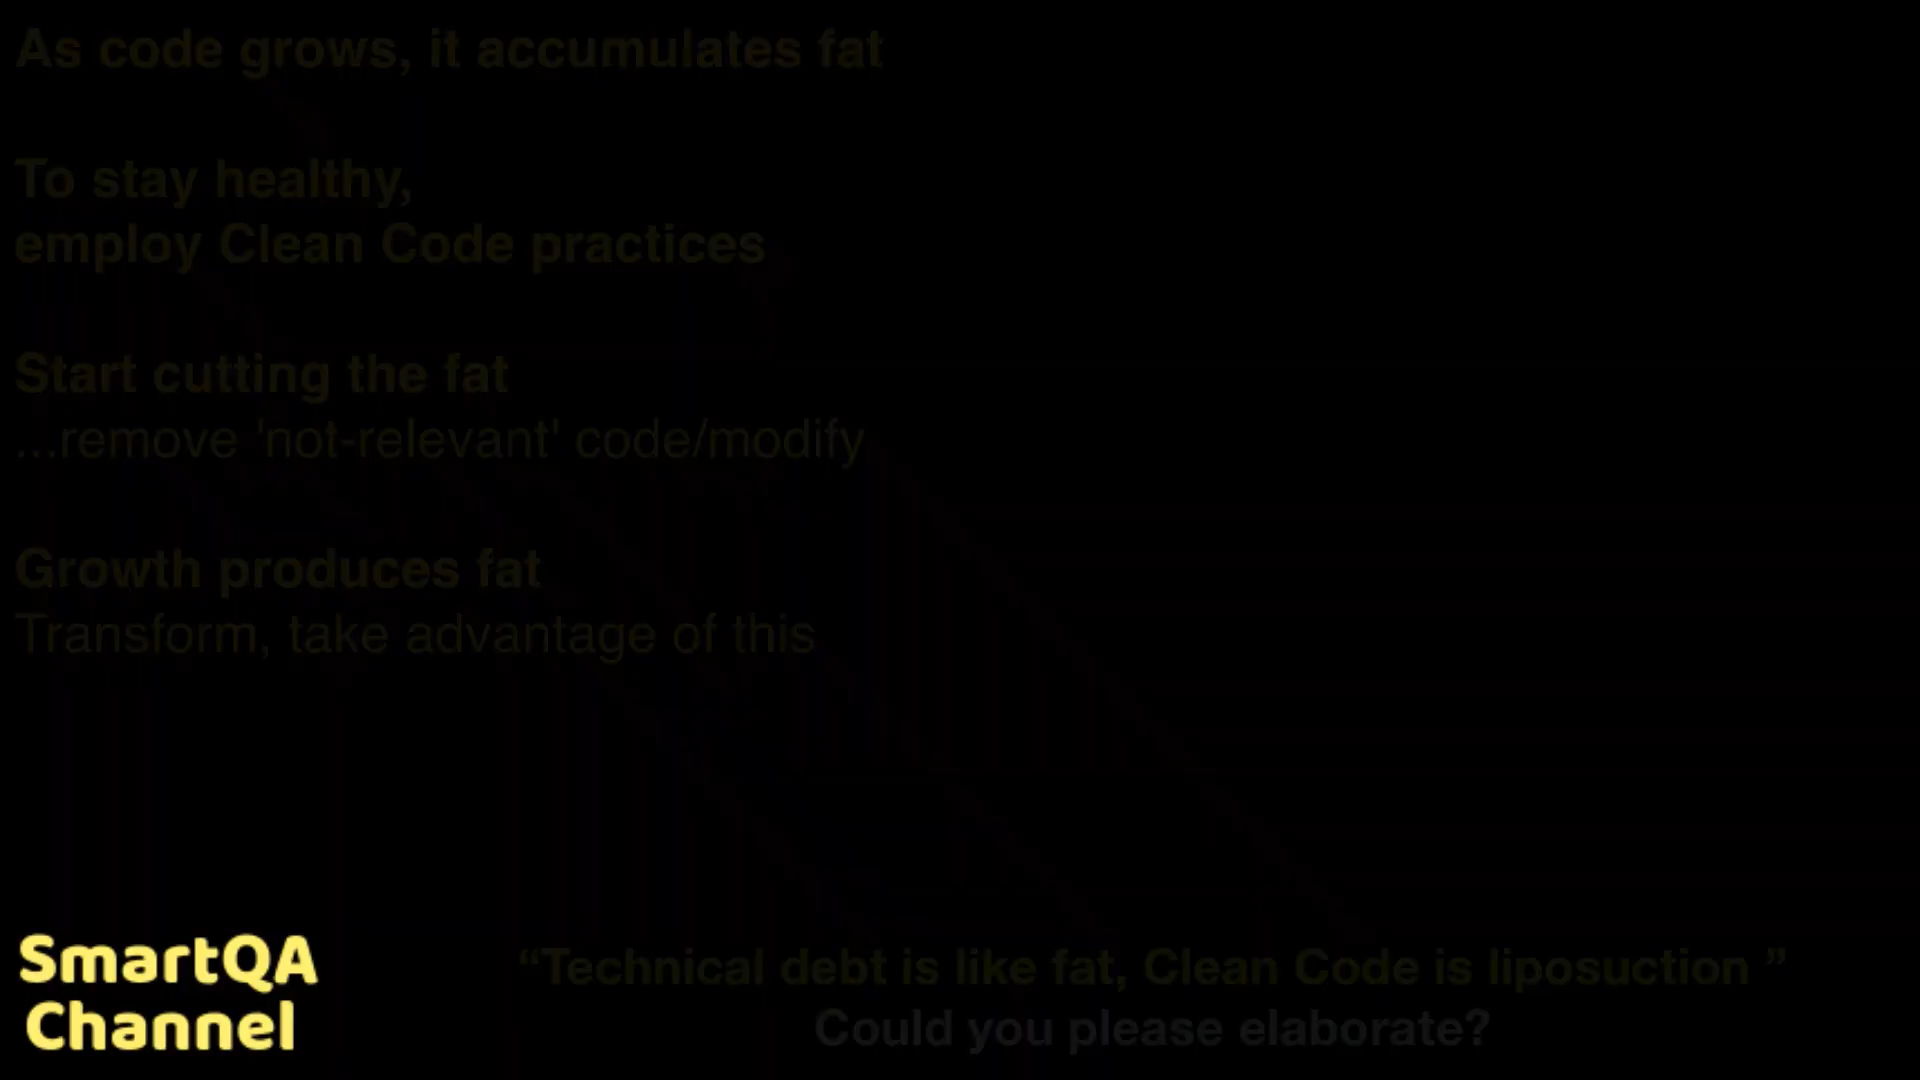 As code grows, it accumulates fat
To stay healthy,
employ Clean Code practices
Start cutting the fat
...remove 'not-relevant' code/modify
Growth produces fat
Transform, take advantage of this
SmartQA
Channel
“Technical debt is like fat, Clean Code is liposuction ”
Could you please elaborate?